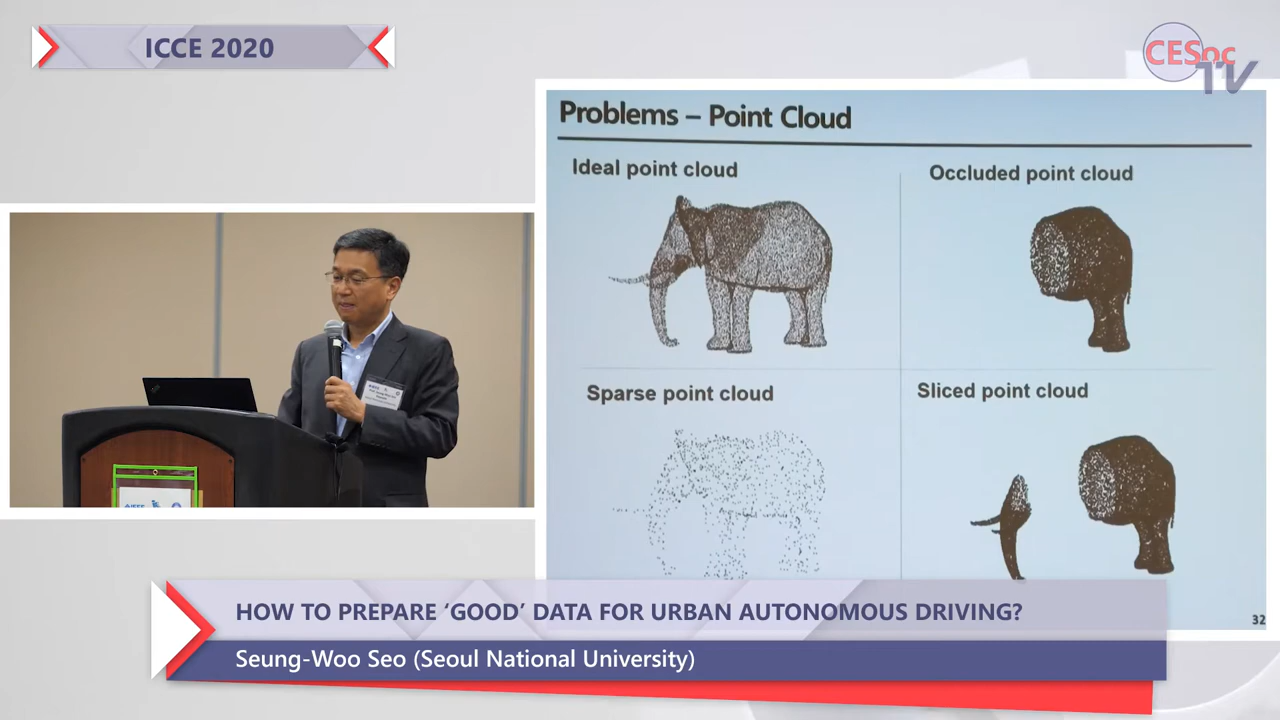 ICCE 2020
CESoc
TV
Problems – Point Cloud
Ideal point cloud
Occluded point cloud
Sparse point cloud
Sliced point cloud
32
HOW TO PREPARE ‘GOOD’ DATA FOR URBAN AUTONOMOUS DRIVING?
Seung-Woo Seo (Seoul National University)